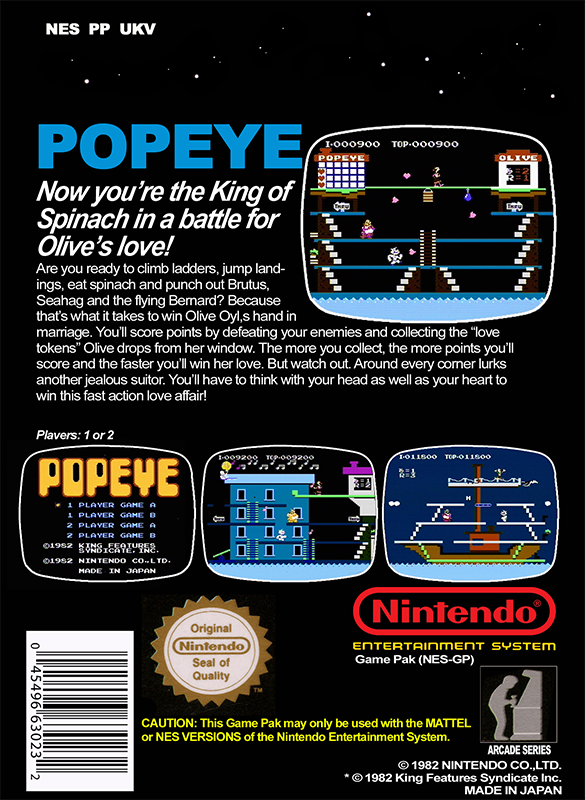 NES PP UKV
POPEYE
Now you're the King of
Spinach in a battle for
Olive's love!
Are you ready to climb ladders, jump land-
ings, eat spinach and punch out Brutus,
Seahag and the flying Bernard? Because
that's what it takes to win Olive Oyl,s hand in
marriage. You'll score points by defeating your enemies and collecting the “love
tokens” Olive drops from her window. The more you collect, the more points you'll
score and the faster you'll win her love. But watch out. Around every corner lurks
another jealous suitor. You'll have to think with your head as well as your heart to
win this fast action love affair!
I-000900 TOP-000900
POPEYE OLIVE
Players: 1 or 2
POPEYE
1 PLAYER GAME A
1 PLAYER GAME B
2 PLAYER GAME A
2 PLAYER GAME B
©1982 KING FEATURES
SYNDICATE, INC.
©1982 NINTENDO CO.,LTD.
MADE IN JAPAN
I-009200 TOP-009200
I-011500 TOP-011500
Nintendo®
ENTERTAINMENT SYSTEM
Game Pak (NES-GP)
Original
Nintendo
Seal of
Quality
TM
0 45496 63023 2
CAUTION: This Game Pak may only be used with the MATTEL
or NES VERSIONS of the Nintendo Entertainment System.
ARCADE SERIES
© 1982 NINTENDO CO.,LTD.
* © 1982 King Features Syndicate Inc.
MADE IN JAPAN